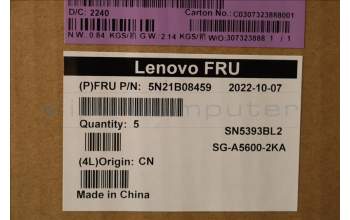 D/C: 2240
Carton No.: C0307323888001
N.W. 0.84 KGS/ G.W. 2.14 KGS/W0:307323888 1 / 1
Lenovo FRU
(P)FRU P/N: 5N21B08459 2022-10-07
Quantity: 5
SN5393BL2
SG-A5600-2KA
(4L)Origin: CN
Made in China